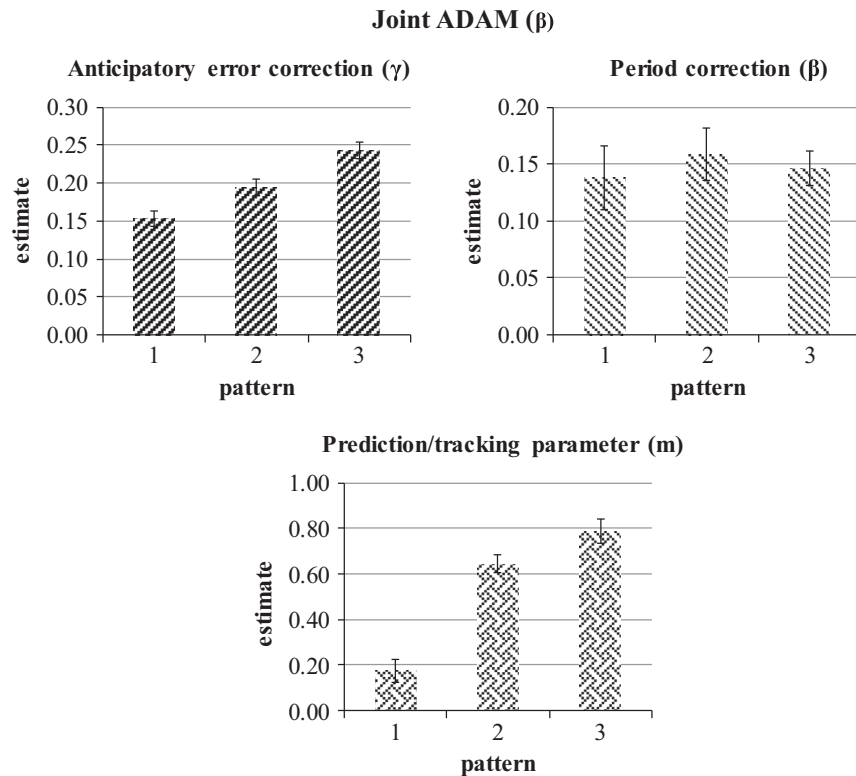 Joint ADAM (β)
Anticipatory error correction (γ)
0.30
0.25
0.20
0.15
0.10
0.05
0.00
estimate
1 2 3
pattern
Period correction (β)
0.20
0.15
0.10
0.05
0.00
estimate
1 2 3
pattern
Prediction/tracking parameter (m)
1.00
0.80
0.60
0.40
0.20
0.00
estimate
1 2 3
pattern